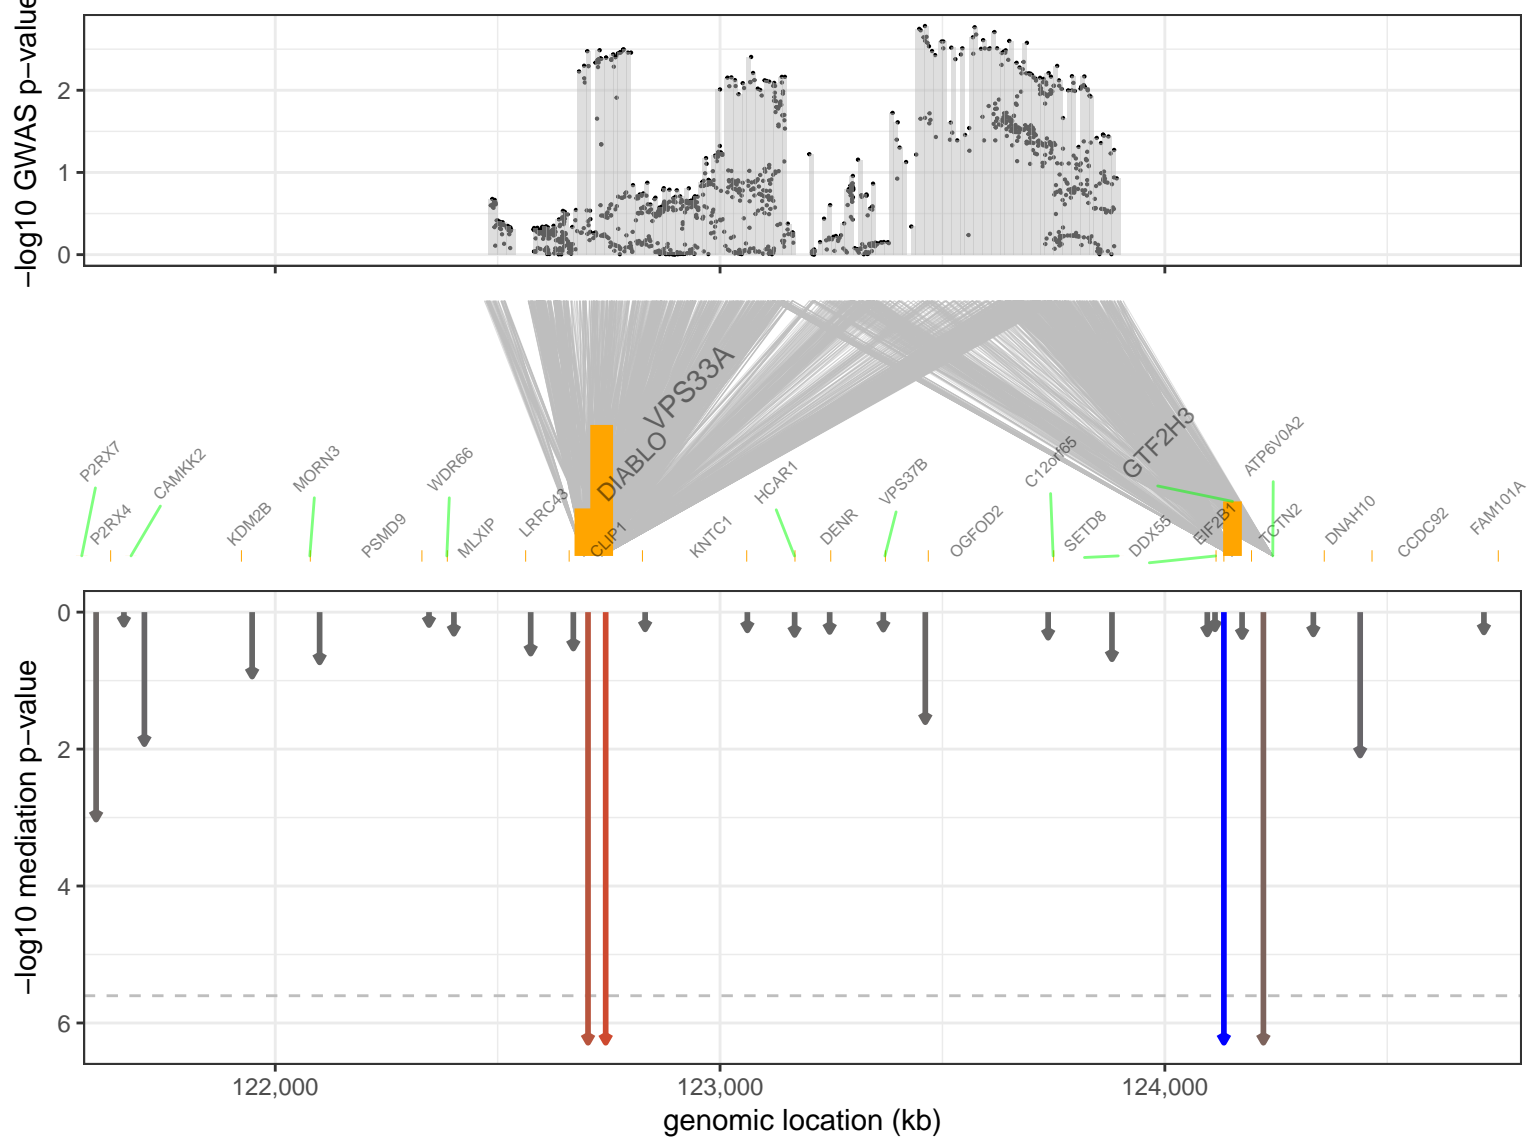 −log10 GWAS p−value
2
1
0
VPS33A
DIABLO
GTF2H3
P2RX7
P2RX4
CAMKK2
KDM2B
MORN3
PSMD9
WDR66
MLXIP
LRRC43
CLIP1
KNTC1
HCAR1
DENR
VPS37B
OGFOD2
C12orf65
SETD8
DDX55
EIF2B1
ATP6V0A2
TCTN2
DNAH10
CCDC92
FAM101A
−log10 mediation p−value
0
2
4
6
122,000
123,000
124,000
genomic location (kb)